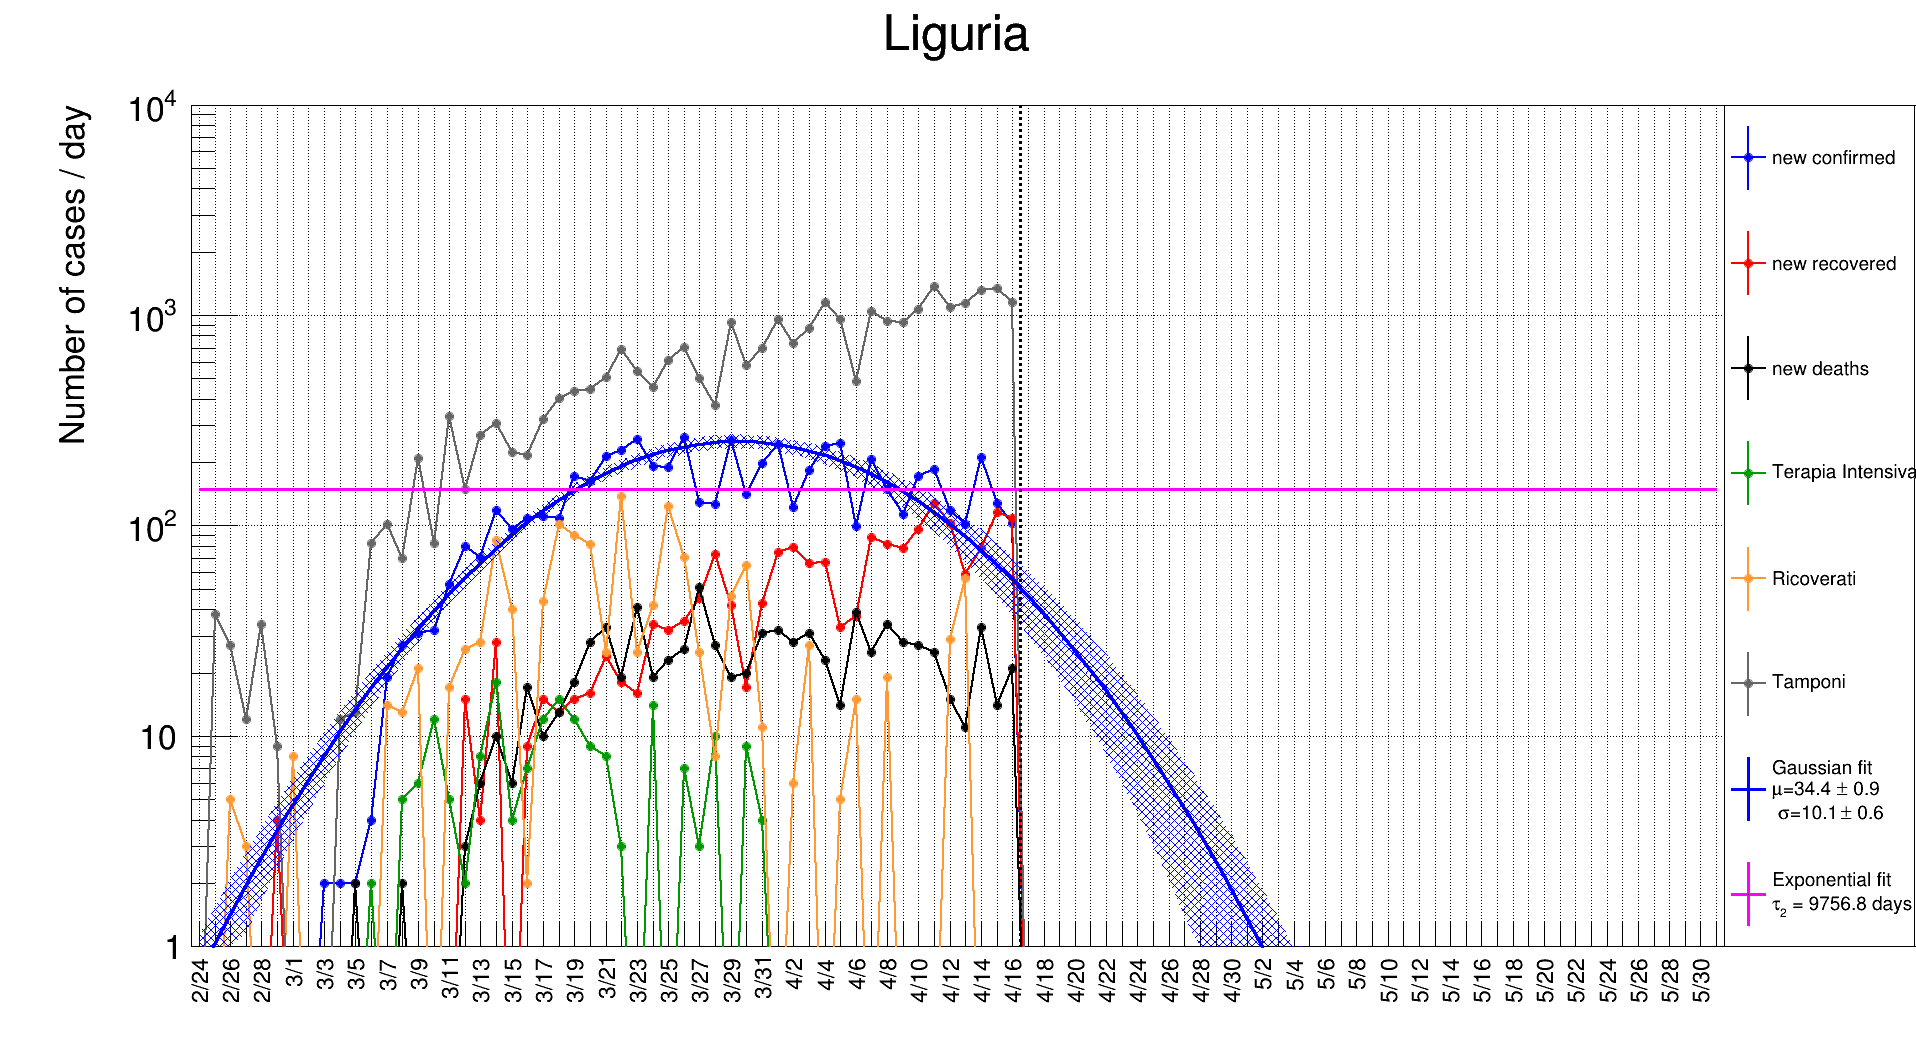 Liguria
Number of cases / day
10⁴
10³
10²
10
1
2/24 2/26 2/28 3/1 3/3 3/5 3/7 3/9 3/11 3/13 3/15 3/17 3/19 3/21 3/23 3/25 3/27 3/29 3/31 4/2 4/4 4/6 4/8 4/10 4/12 4/14 4/16 4/18 4/20 4/22 4/24 4/26 4/28 4/30 5/2 5/4 5/6 5/8 5/10 5/12 5/14 5/16 5/18 5/20 5/22 5/24 5/26 5/28 5/30
new confirmed
new recovered
new deaths
Terapia Intensiva
Ricoverati
Tamponi
Gaussian fit
μ=34.4 ± 0.9
σ=10.1 ± 0.6
Exponential fit
τ₂ = 9756.8 days